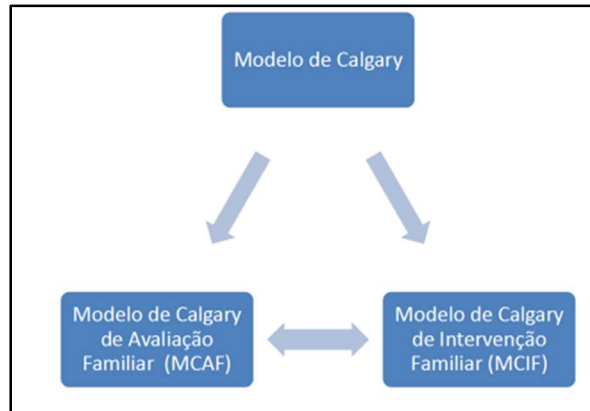 Modelo de Calgary
Modelo de Calgary
de Avaliação
Familiar (MCAF)
Modelo de Calgary
de Intervenção
Familiar (MCIF)